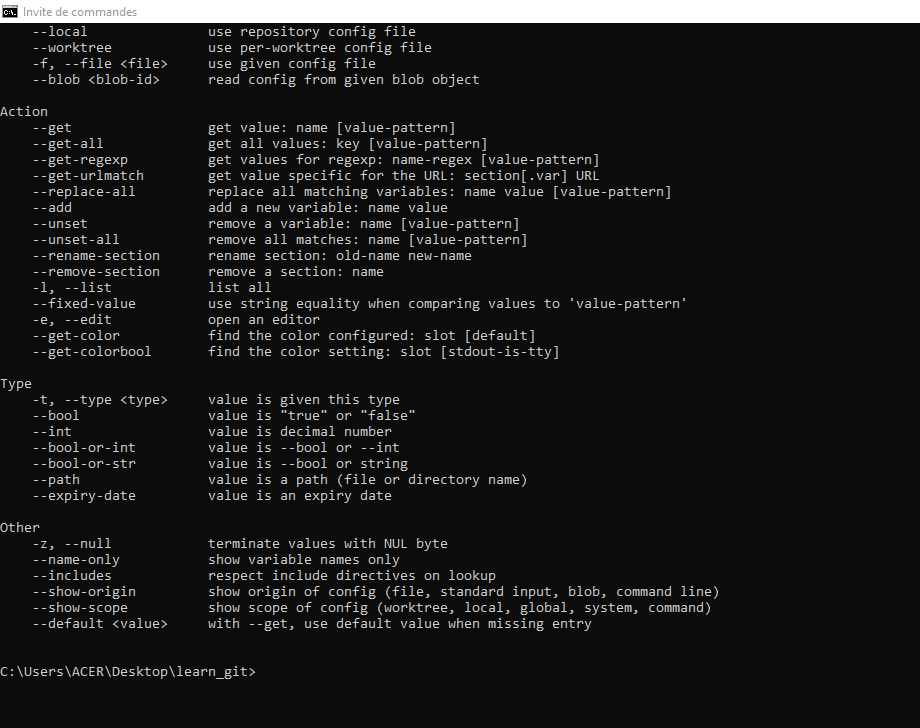 Invite de commandes
--local use repository config file
--worktree use per-worktree config file
-f, --file <file> use given config file
--blob <blob-id> read config from given blob object
Action
--get get value: name [value-pattern]
--get-all get all values: key [value-pattern]
--get-regexp get values for regexp: name-regex [value-pattern]
--get-urlmatch get value specific for the URL: section[.var] URL
--replace-all replace all matching variables: name value [value-pattern]
--add add a new variable: name value
--unset remove a variable: name [value-pattern]
--unset-all remove all matches: name [value-pattern]
--rename-section rename section: old-name new-name
--remove-section remove a section: name
-l, --list list all
--fixed-value use string equality when comparing values to 'value-pattern'
-e, --edit open an editor
--get-color find the color configured: slot [default]
--get-colorbool find the color setting: slot [stdout-is-tty]
Type
-t, --type <type> value is given this type
--bool value is "true" or "false"
--int value is decimal number
--bool-or-int value is --bool or --int
--bool-or-str value is --bool or string
--path value is a path (file or directory name)
--expiry-date value is an expiry date
Other
-z, --null terminate values with NUL byte
--name-only show variable names only
--includes respect include directives on lookup
--show-origin show origin of config (file, standard input, blob, command line)
--show-scope show scope of config (worktree, local, global, system, command)
--default <value> with --get, use default value when missing entry
C:\Users\ACER\Desktop\learn_git>